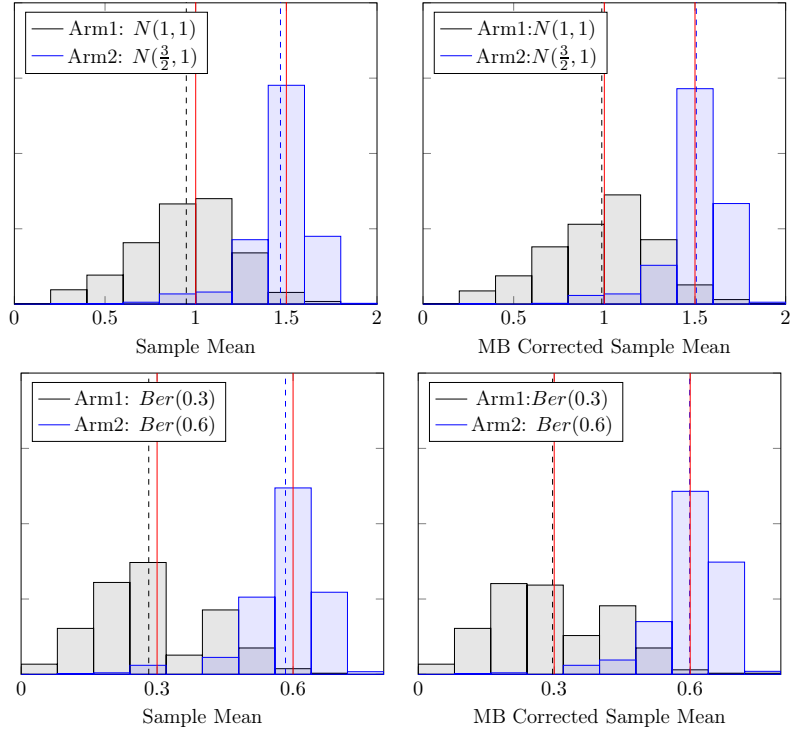 Arm1: N(1, 1)
Arm2: N(3/2, 1)
0 0.5 1 1.5 2
Sample Mean
Arm1:N(1, 1)
Arm2:N(3/2, 1)
0 0.5 1 1.5 2
MB Corrected Sample Mean
Arm1: Ber(0.3)
Arm2: Ber(0.6)
0 0.3 0.6
Sample Mean
Arm1:Ber(0.3)
Arm2: Ber(0.6)
0 0.3 0.6
MB Corrected Sample Mean